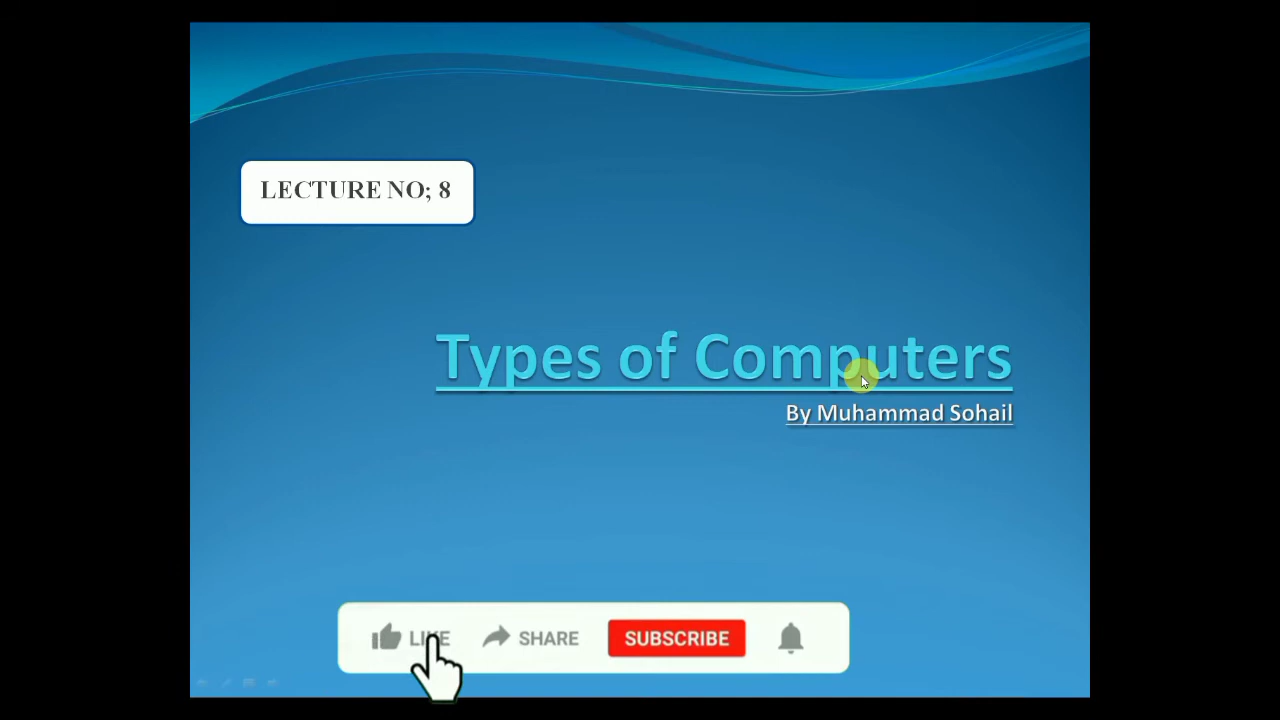 LECTURE NO; 8
Types of Computers
By Muhammad Sohail
LIKE SHARE SUBSCRIBE